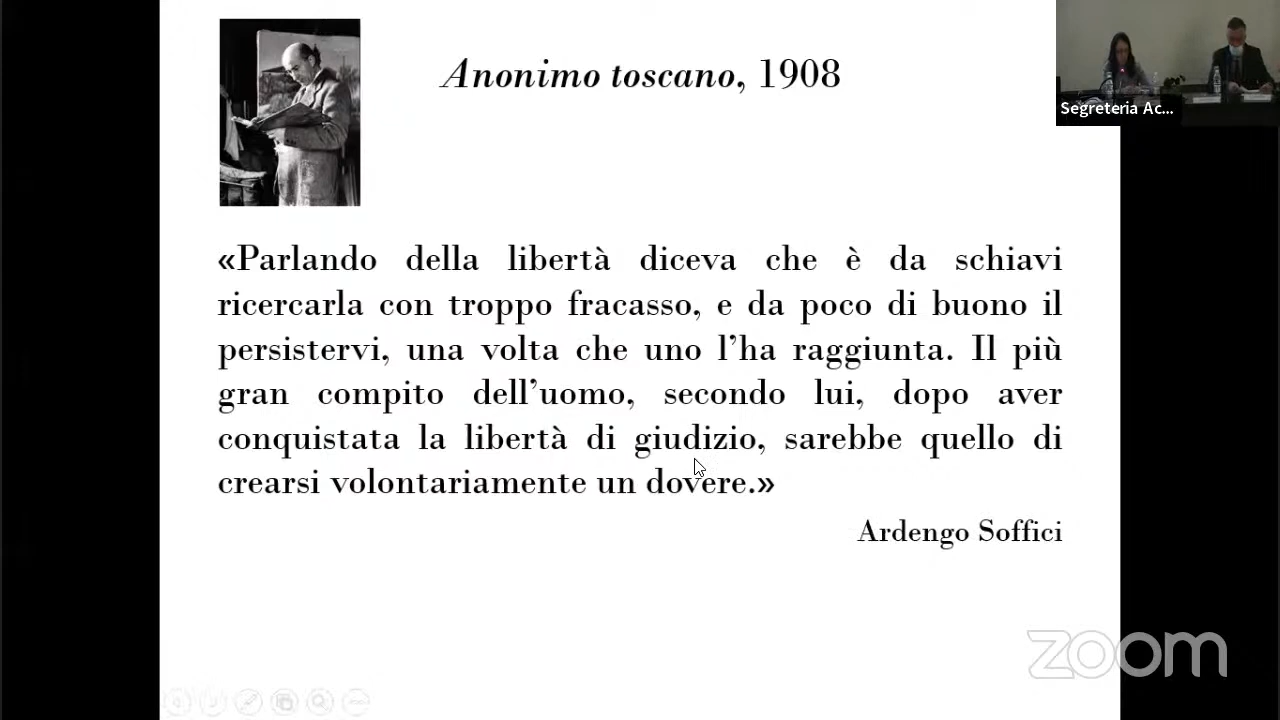 Anonimo toscano, 1908
Segreteria Ac...
«Parlando della libertà diceva che è da schiavi
ricercarla con troppo fracasso, e da poco di buono il
persistervi, una volta che uno l’ha raggiunta. Il più
gran compito dell’uomo, secondo lui, dopo aver
conquistata la libertà di giudizio, sarebbe quello di
crearsi volontariamente un dovere.»
Ardengo Soffici
zoom